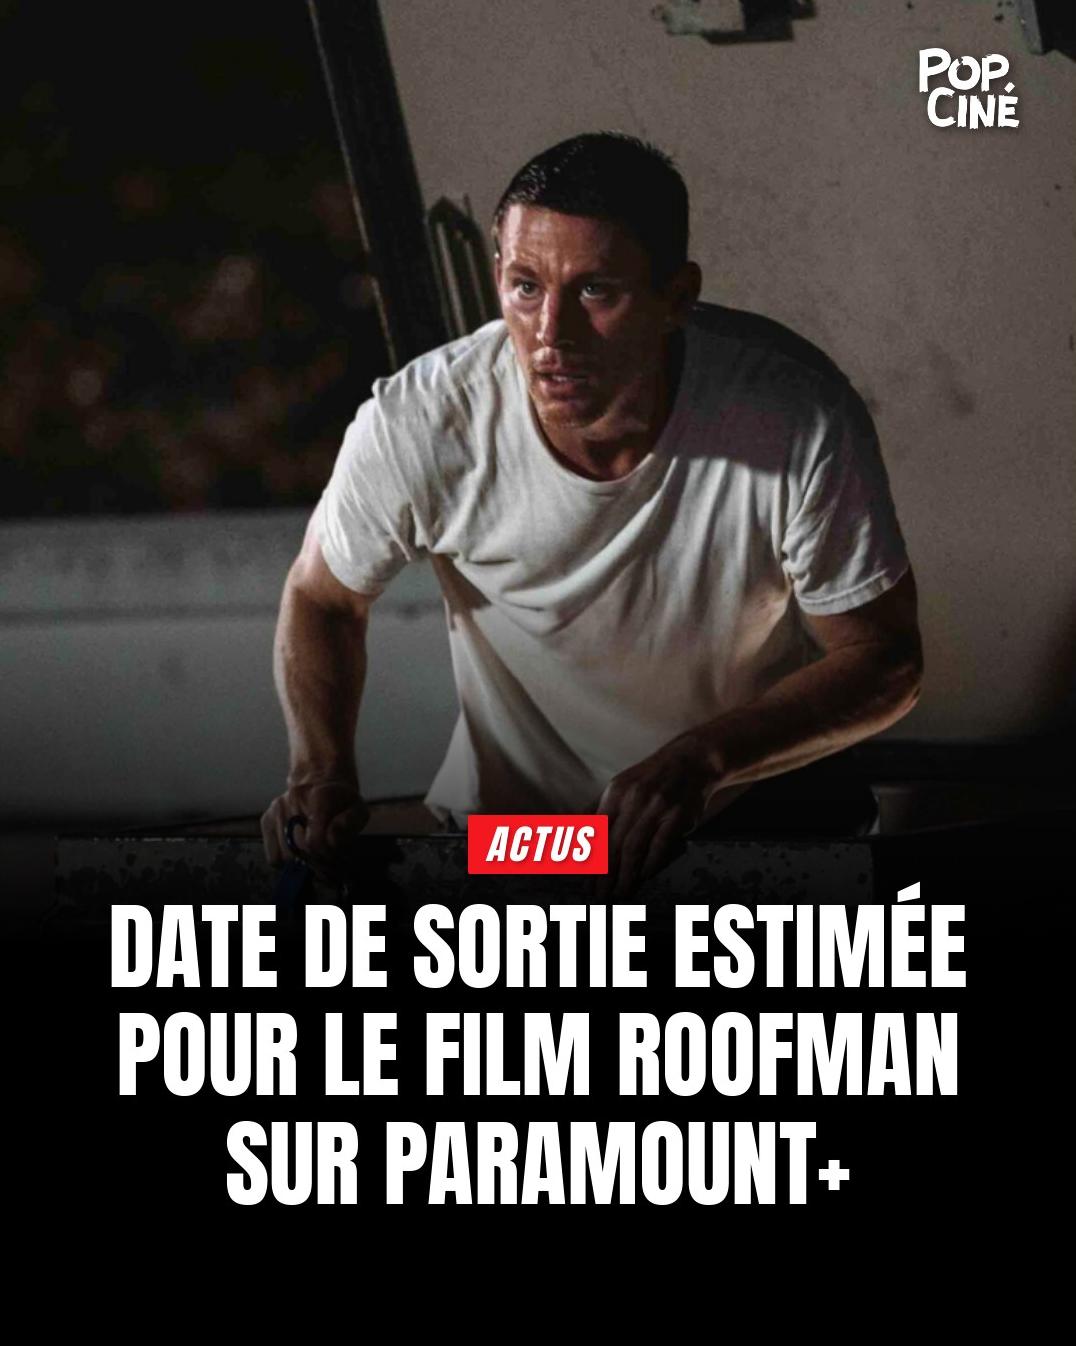 POP.
CINÉ
ACTUS
DATE DE SORTIE ESTIMÉE
POUR LE FILM ROOFMAN
SUR PARAMOUNT+